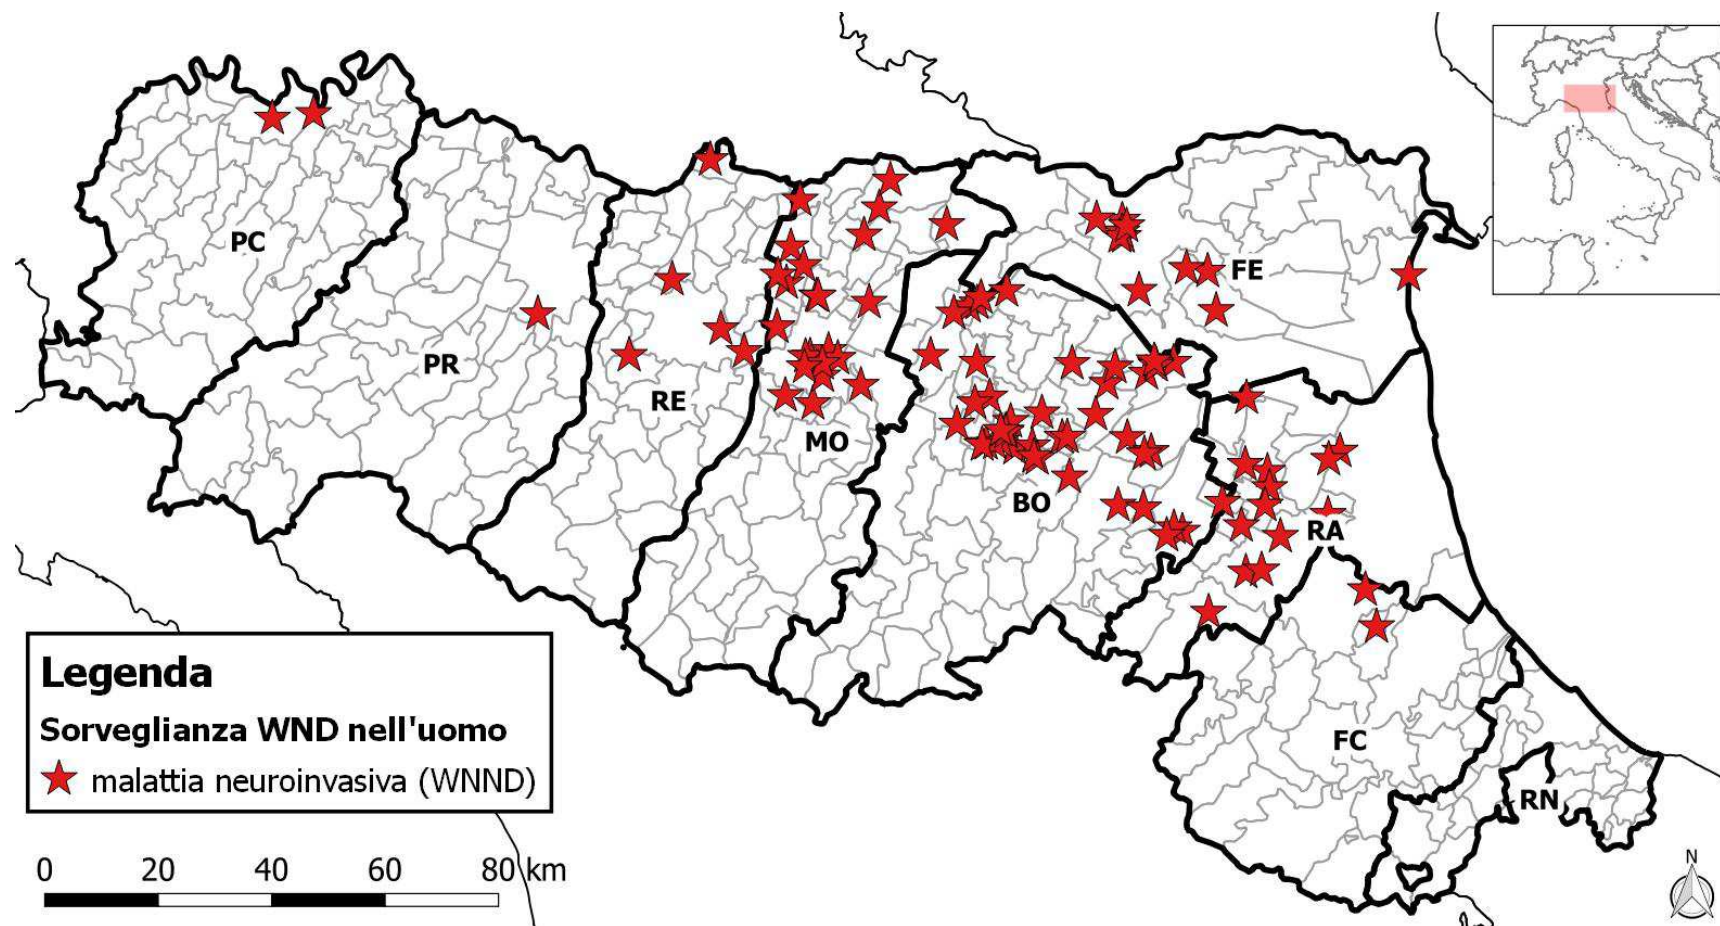 PC
PR
RE
MO
BO
FE
RA
FC
RN
Legenda
Sorveglianza WND nell'uomo
malattia neuroinvasiva (WNND)
0 20 40 60 80 km
N